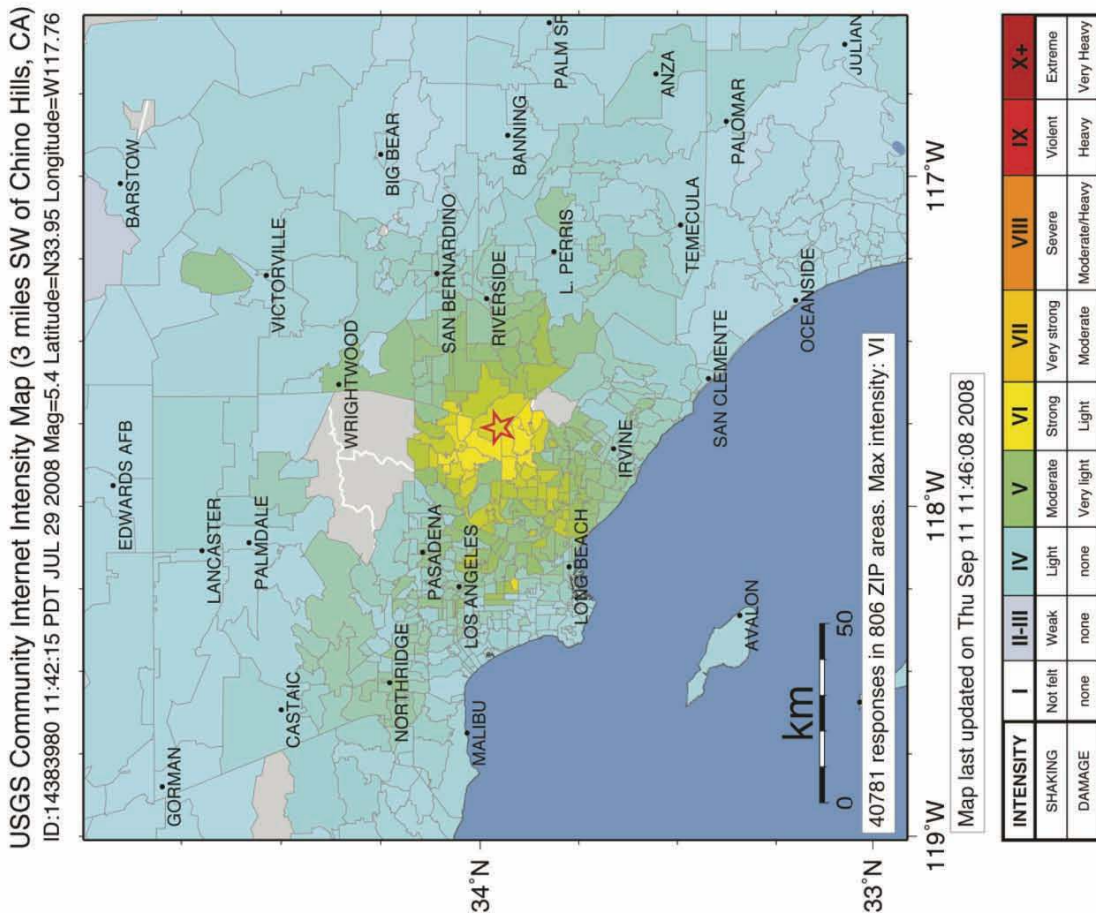 USGS Community Internet Intensity Map (3 miles SW of Chino Hills, CA)
ID:14383980 11:42:15 PDT JUL 29 2008 Mag=5.4 Latitude=N33.95 Longitude=W117.76
GORMAN
EDWARDS AFB
BARSTOW
LANCASTER
PALMDALE
CASTAIC
VICTORVILLE
WRIGHTWOOD
BIG BEAR
NORTHRIDGE
PASADENA
SAN BERNARDINO
LOS ANGELES
MALIBU
RIVERSIDE
BANNING
PALM SP
L. PERRIS
LONG BEACH
IRVINE
ANZA
TEMECULA
SAN CLEMENTE
PALOMAR
AVALON
OCEANSIDE
JULIAN
34°N
33°N
km
0
50
40781 responses in 806 ZIP areas. Max intensity: VI
119°W
118°W
117°W
Map last updated on Thu Sep 11 11:46:08 2008
INTENSITY I II-III IV V VI VII VIII IX X+
SHAKING Not felt Weak Light Moderate Strong Very strong Severe Violent Extreme
DAMAGE none none none Very light Light Moderate Moderate/Heavy Heavy Very Heavy